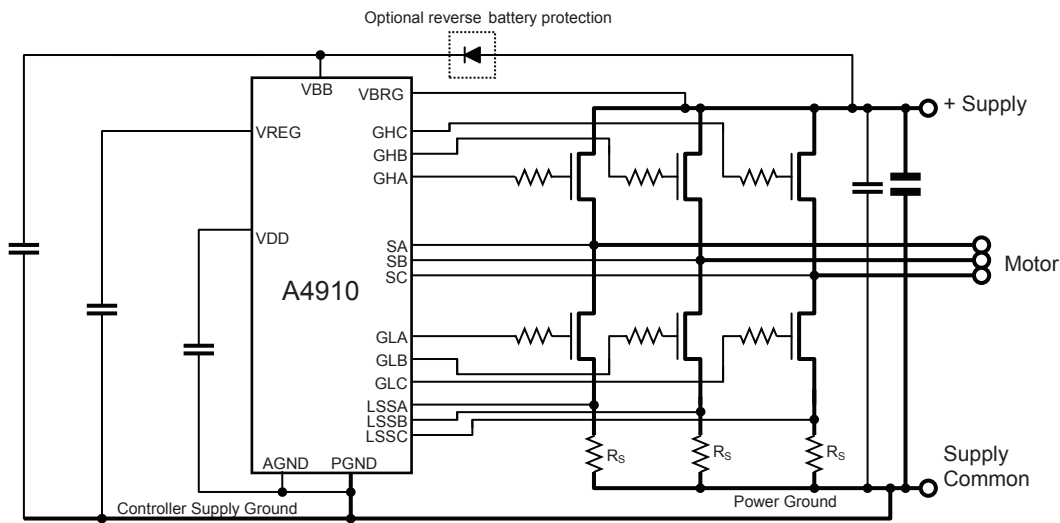 Optional reverse battery protection
VBB
VBRG
+ Supply
VREG
GHC
GHB
GHA
VDD
SA
SB
SC
Motor
A4910
GLA
GLB
GLC
LSSA
LSSB
LSSC
RS
RS
RS
AGND
PGND
Supply
Common
Controller Supply Ground
Power Ground